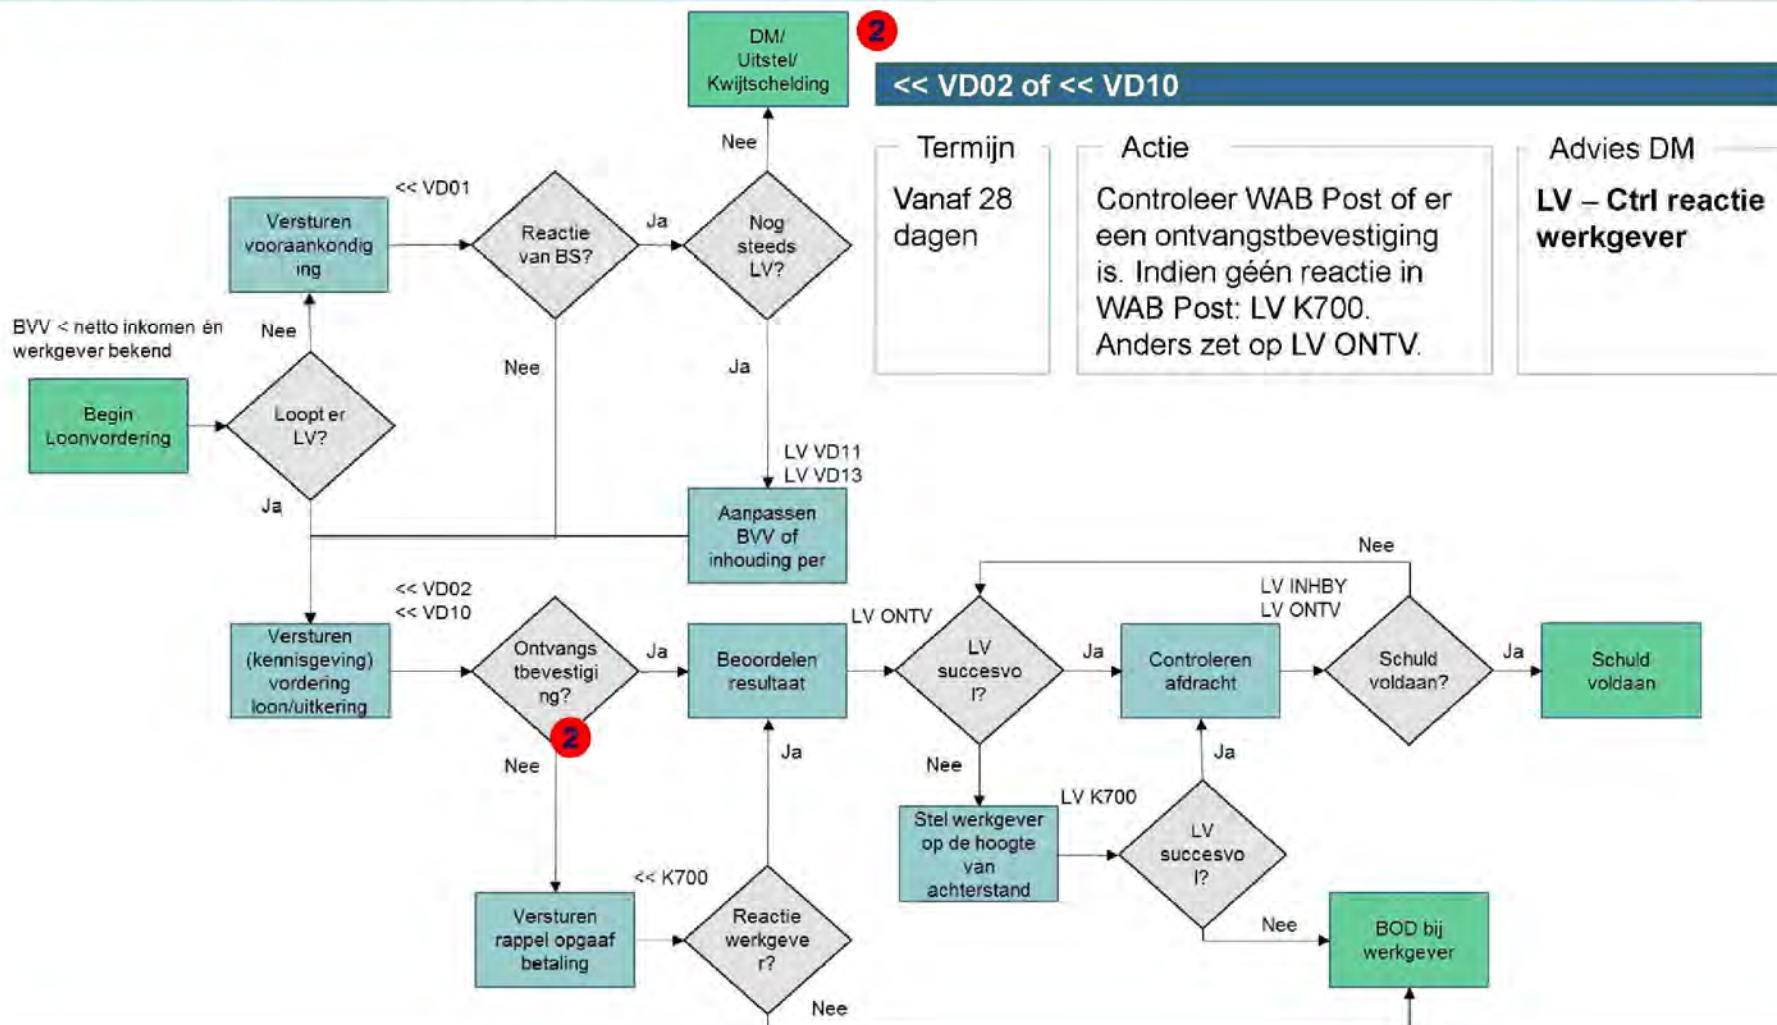 DM/
Uitstel/
Kwijtschelding
2
<< VD02 of << VD10
Termijn
Vanaf 28
dagen
Actie
Controleer WAB Post of er
een ontvangstbevestiging
is. Indien géén reactie in
WAB Post: LV K700.
Anders zet op LV ONTV.
Advies DM
LV – Ctrl reactie
werkgever
Nee
Versturen
vooraankondig
ing
<< VD01
Reactie
van BS?
Ja
Nog
steeds
LV?
BVV < netto inkomen én
werkgever bekend
Nee
Nee
Ja
Begin
Loonvordering
Loopt er
LV?
Ja
LV VD11
LV VD13
Aanpassen
BVV of
inhouding per
Nee
<< VD02
<< VD10
Versturen
(kennisgeving)
vordering
loon/uitkering
Ontvangs
tbevestigi
ng?
2
Ja
Beoordelen
resultaat
LV ONTV
LV
succesvo
l?
Ja
Controleren
afdracht
LV INHBY
LV ONTV
Schuld
voldaan?
Ja
Schuld
voldaan
Nee
Ja
Nee
Ja
Stel werkgever
op de hoogte
van
achterstand
LV K700
LV
succesvo
l?
Versturen
rappel opgaaf
betaling
<< K700
Reactie
werkgeve
r?
Nee
BOD bij
werkgever
Nee